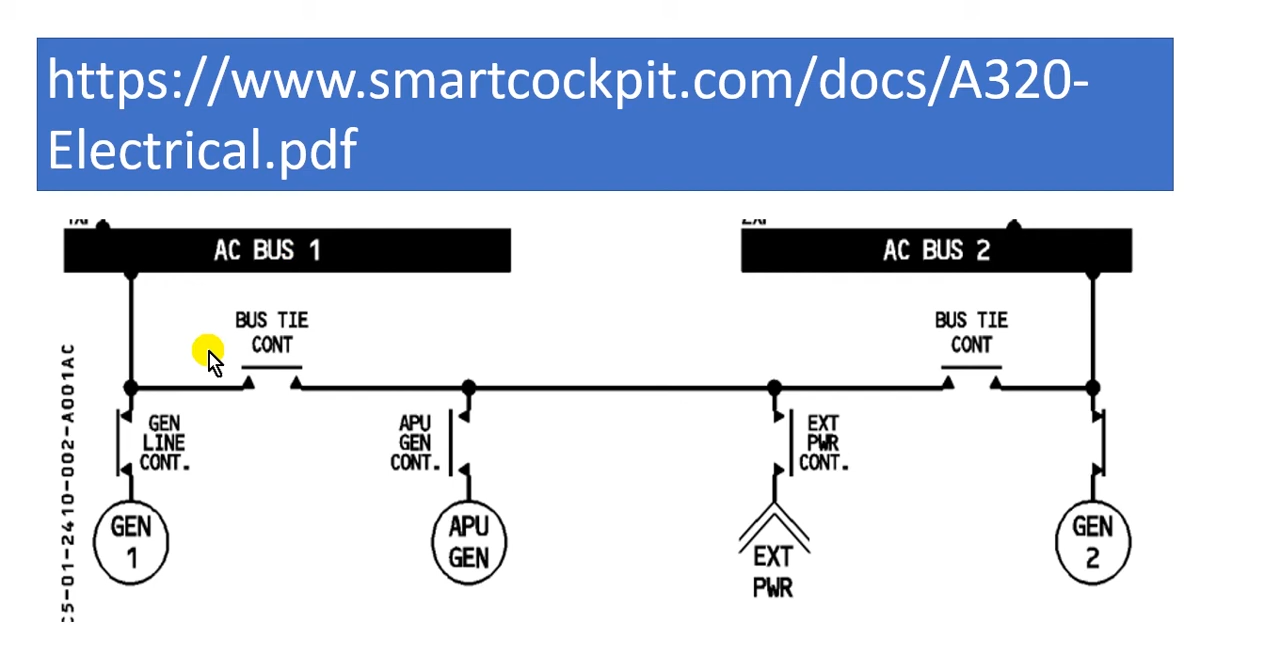 https://www.smartcockpit.com/docs/A320-
Electrical.pdf
AC BUS 1
AC BUS 2
BUS TIE
CONT
BUS TIE
CONT
GEN
LINE
CONT.
APU
GEN
CONT.
EXT
PWR
CONT.
GEN
1
APU
GEN
EXT
PWR
GEN
2
C5-01-2410-002-A001AC